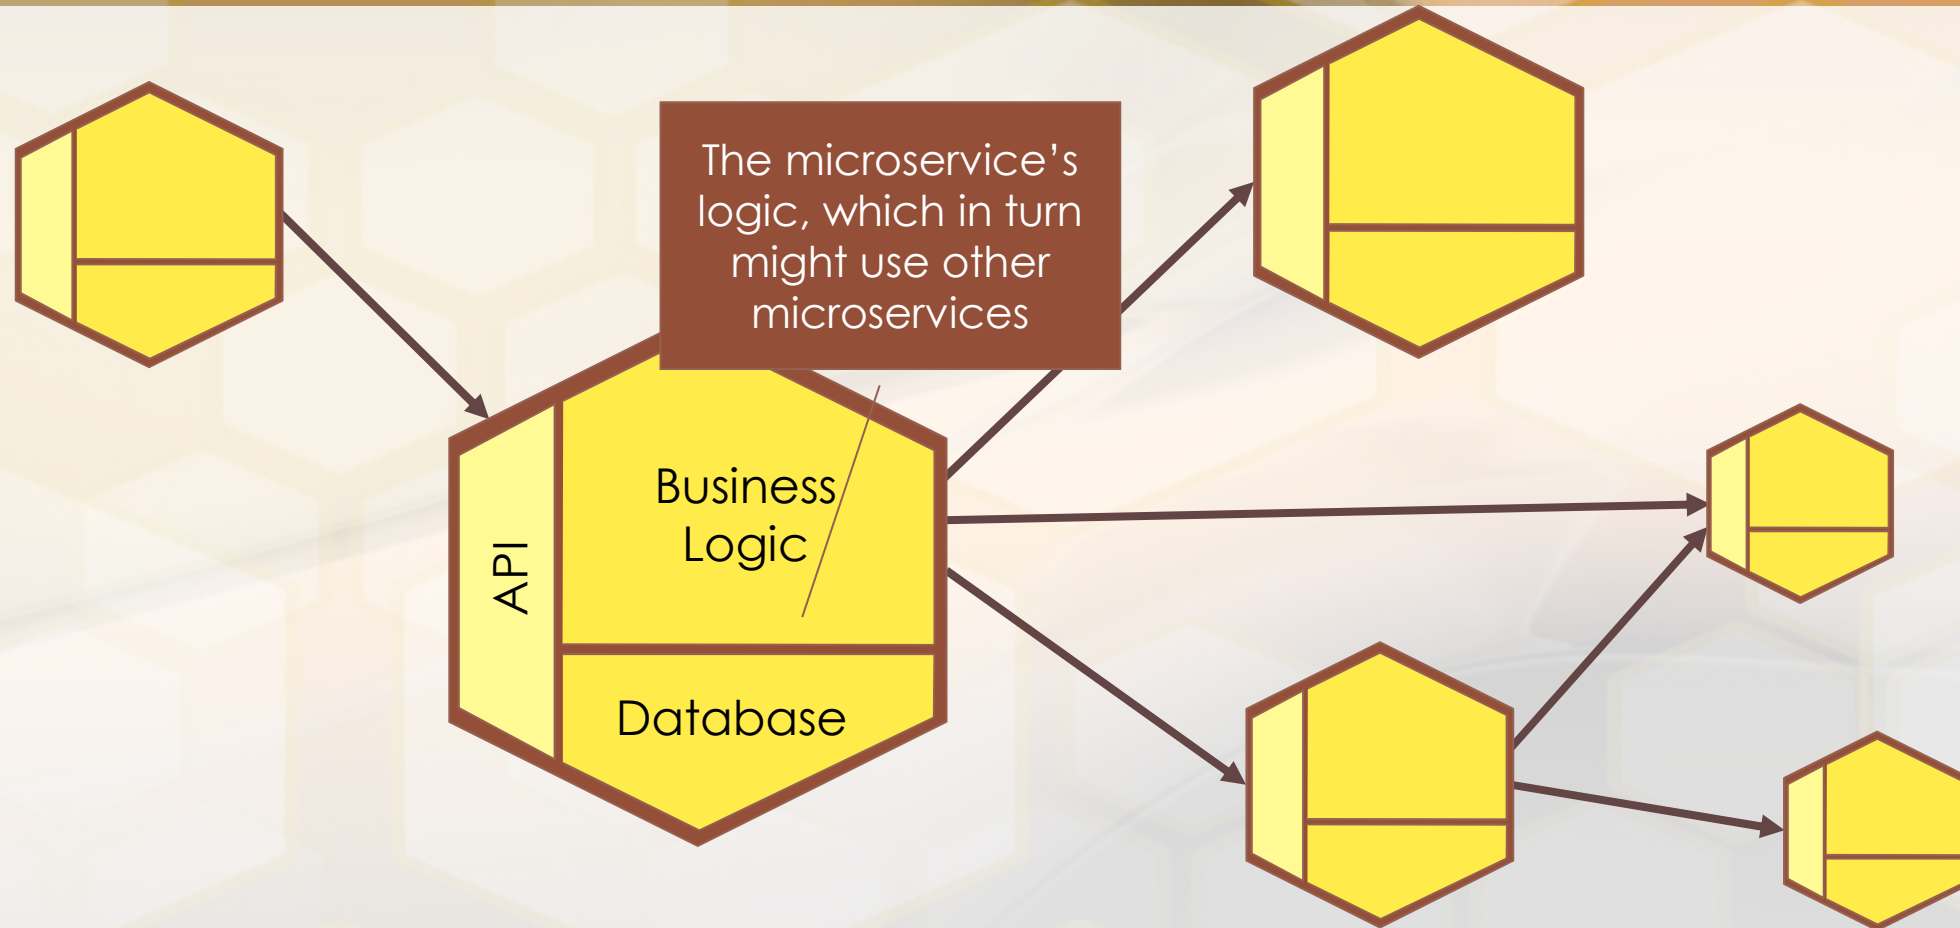 The microservice’s
logic, which in turn
might use other
microservices
Business
Logic
API
Database